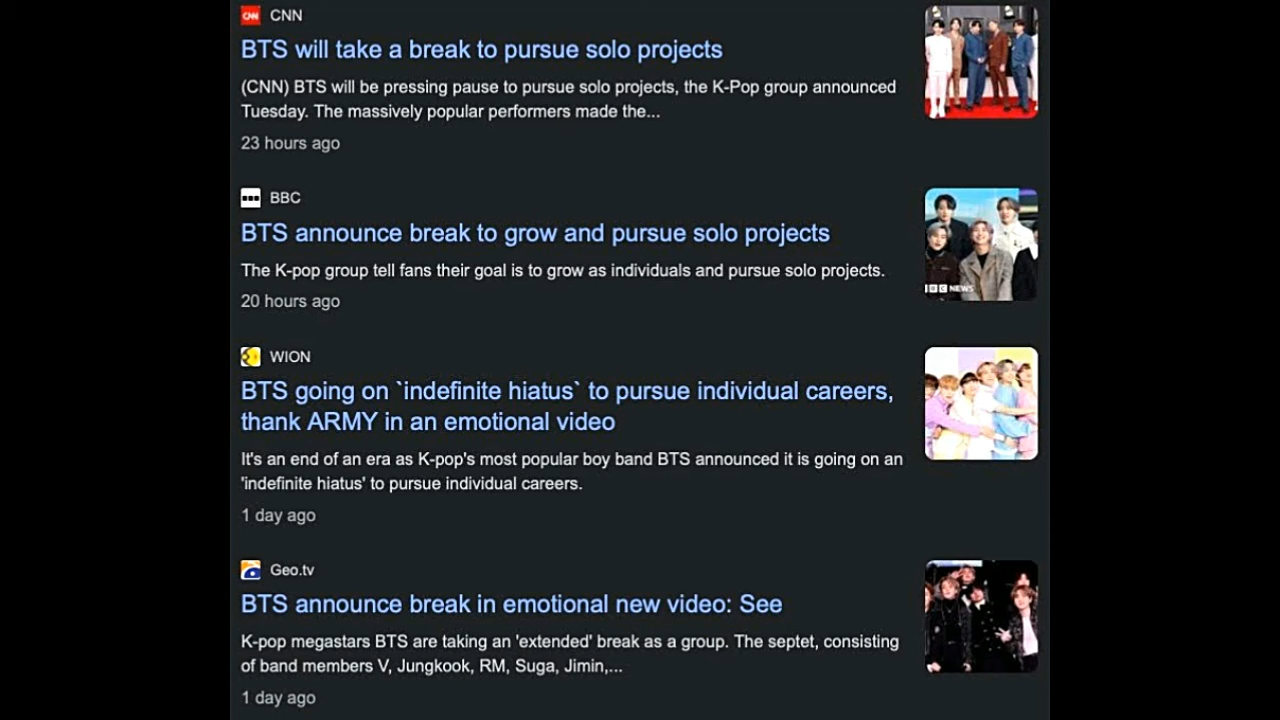 CNN
BTS will take a break to pursue solo projects
(CNN) BTS will be pressing pause to pursue solo projects, the K-Pop group announced
Tuesday. The massively popular performers made the...
23 hours ago
BBC
BTS announce break to grow and pursue solo projects
The K-pop group tell fans their goal is to grow as individuals and pursue solo projects.
20 hours ago
BBC NEWS
WION
BTS going on `indefinite hiatus` to pursue individual careers,
thank ARMY in an emotional video
It's an end of an era as K-pop's most popular boy band BTS announced it is going on an
'indefinite hiatus' to pursue individual careers.
1 day ago
Geo.tv
BTS announce break in emotional new video: See
K-pop megastars BTS are taking an 'extended' break as a group. The septet, consisting
of band members V, Jungkook, RM, Suga, Jimin,...
1 day ago